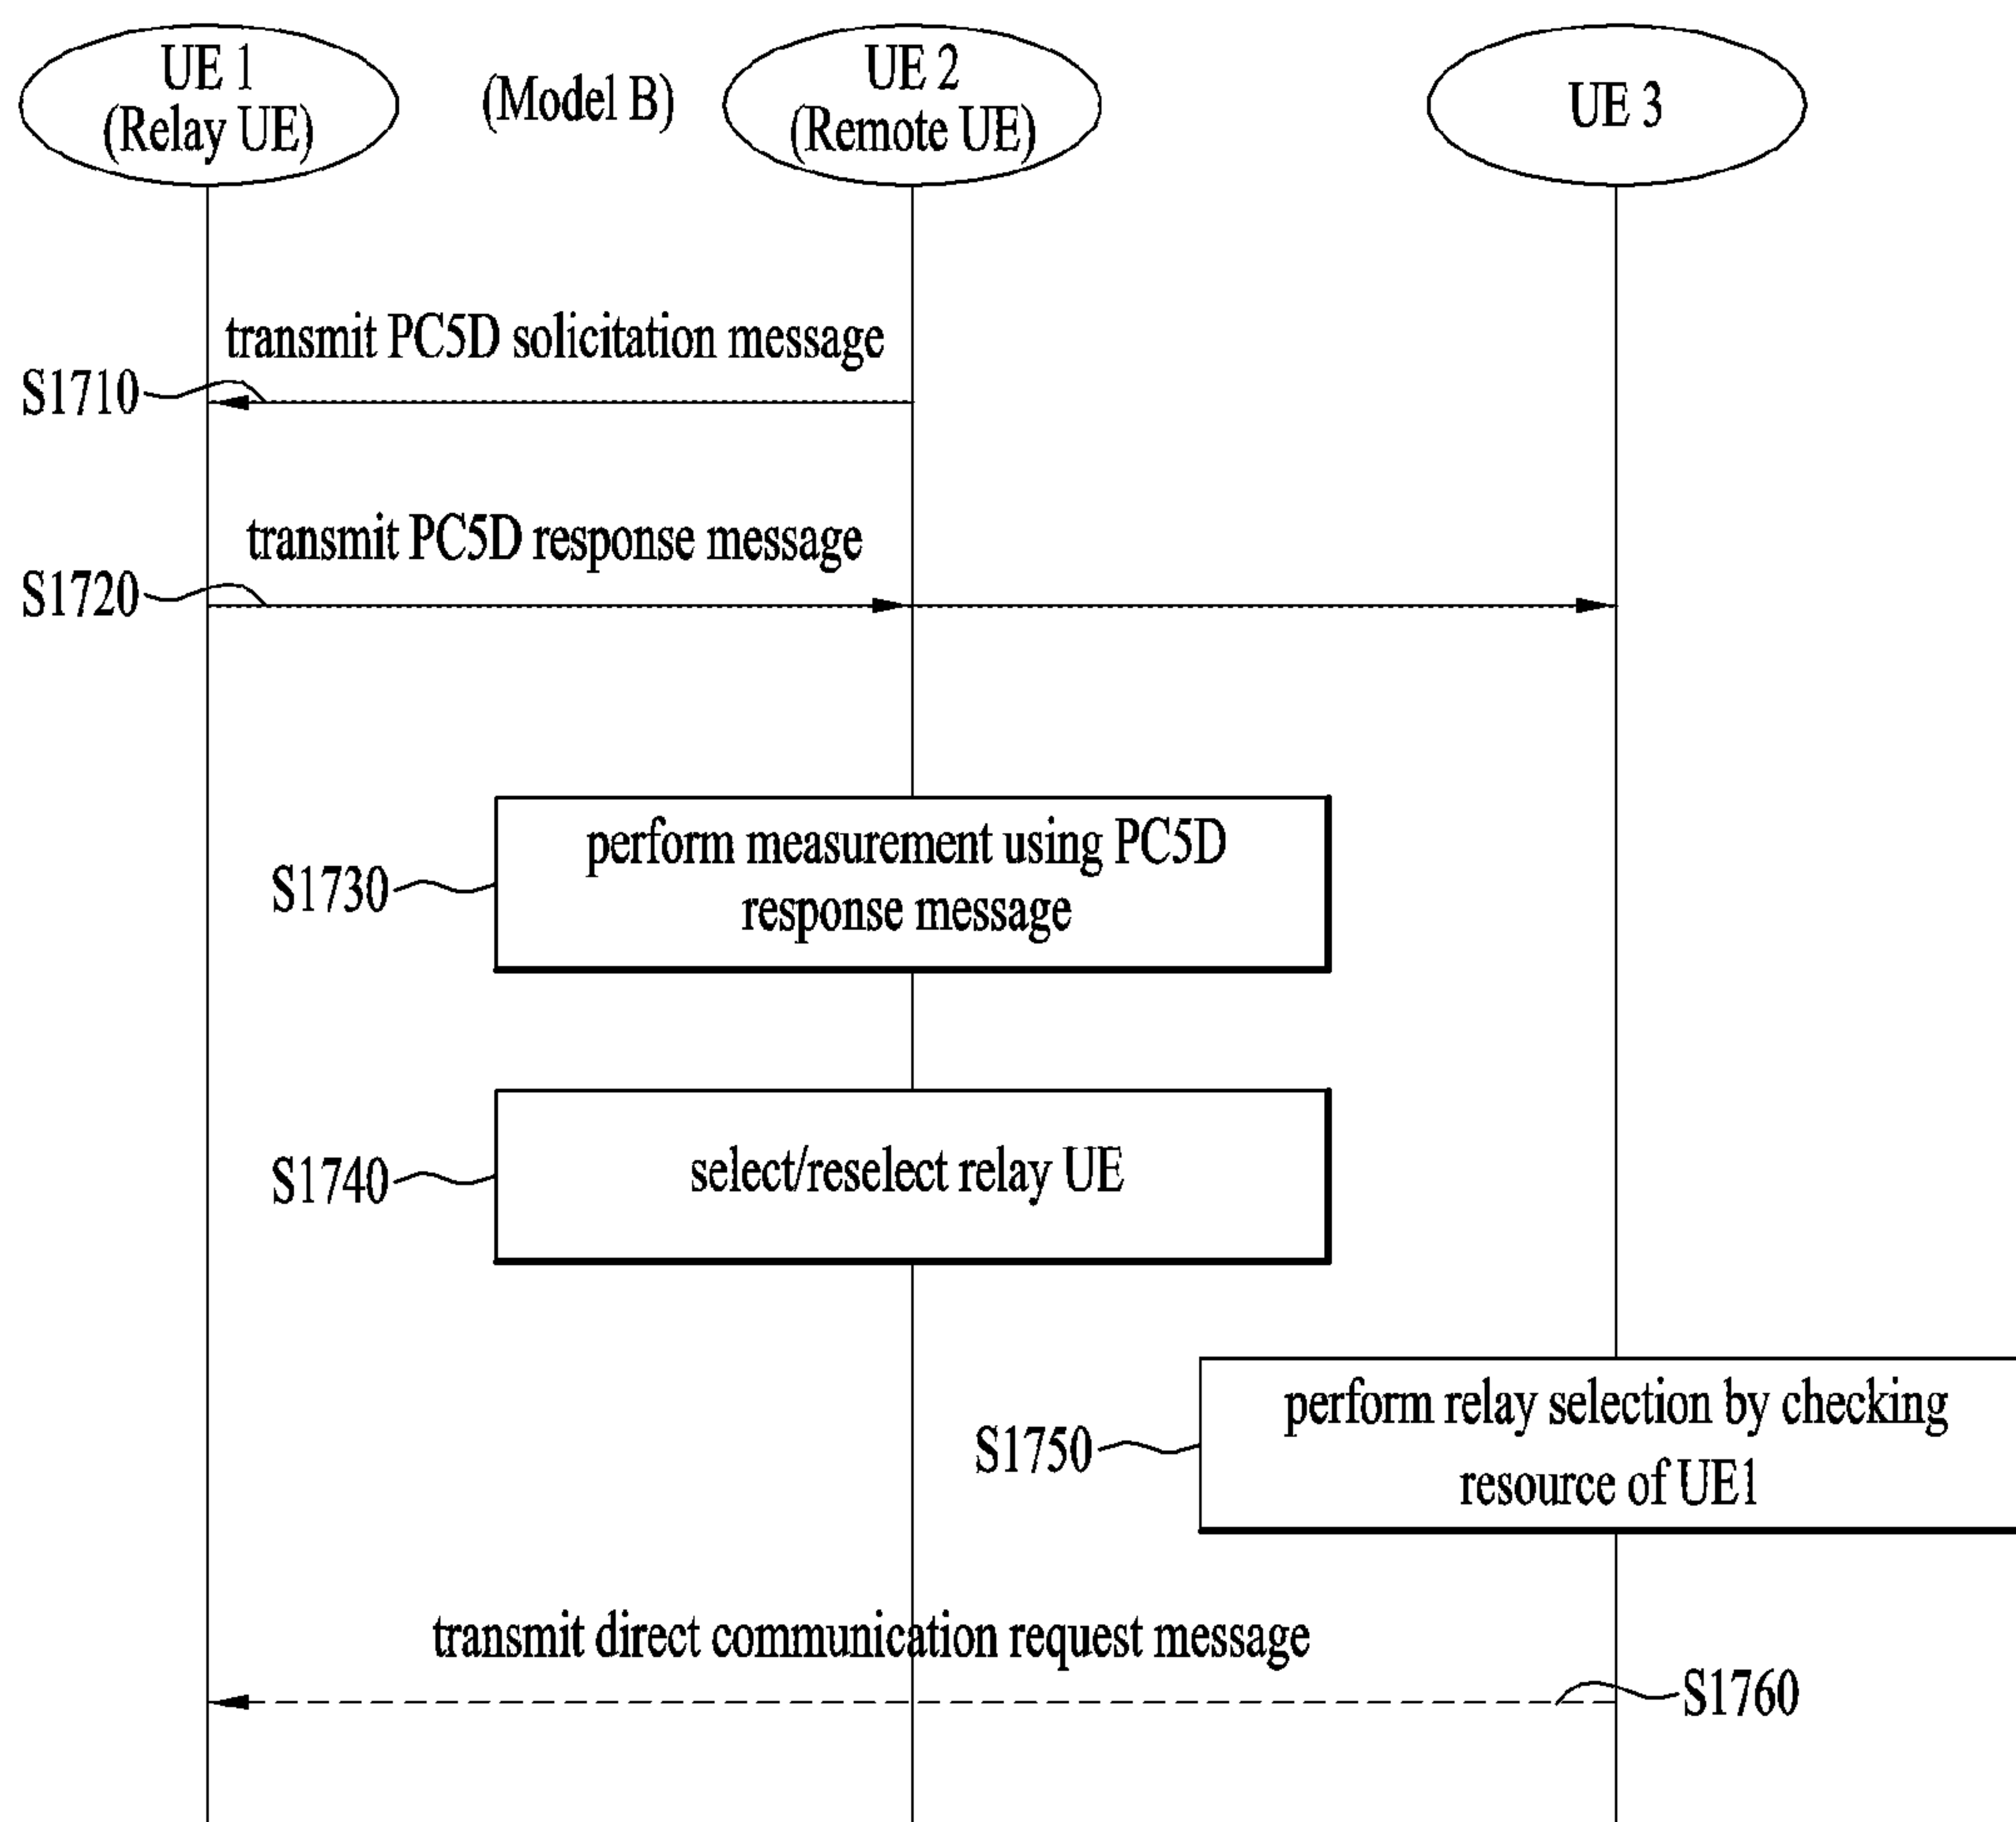 UE 1
(Relay UE)
(Model B)
UE 2
(Remote UE)
UE 3
transmit PC5D solicitation message
S1710
transmit PC5D response message
S1720
perform measurement using PC5D
response message
S1730
select/reselect relay UE
S1740
perform relay selection by checking
resource of UE1
S1750
transmit direct communication request message
S1760